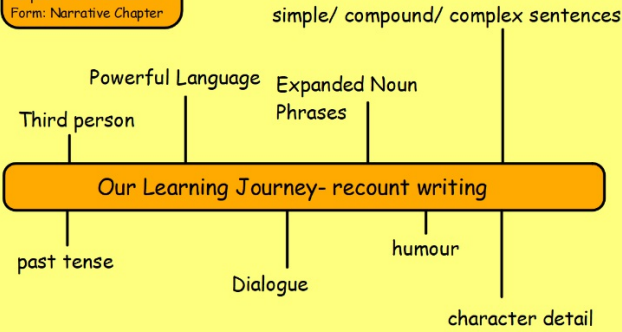 Form: Narrative Chapter
simple/ compound/ complex sentences
Powerful Language
Expanded Noun
Phrases
Third person
Our Learning Journey- recount writing
past tense
Dialogue
humour
character detail